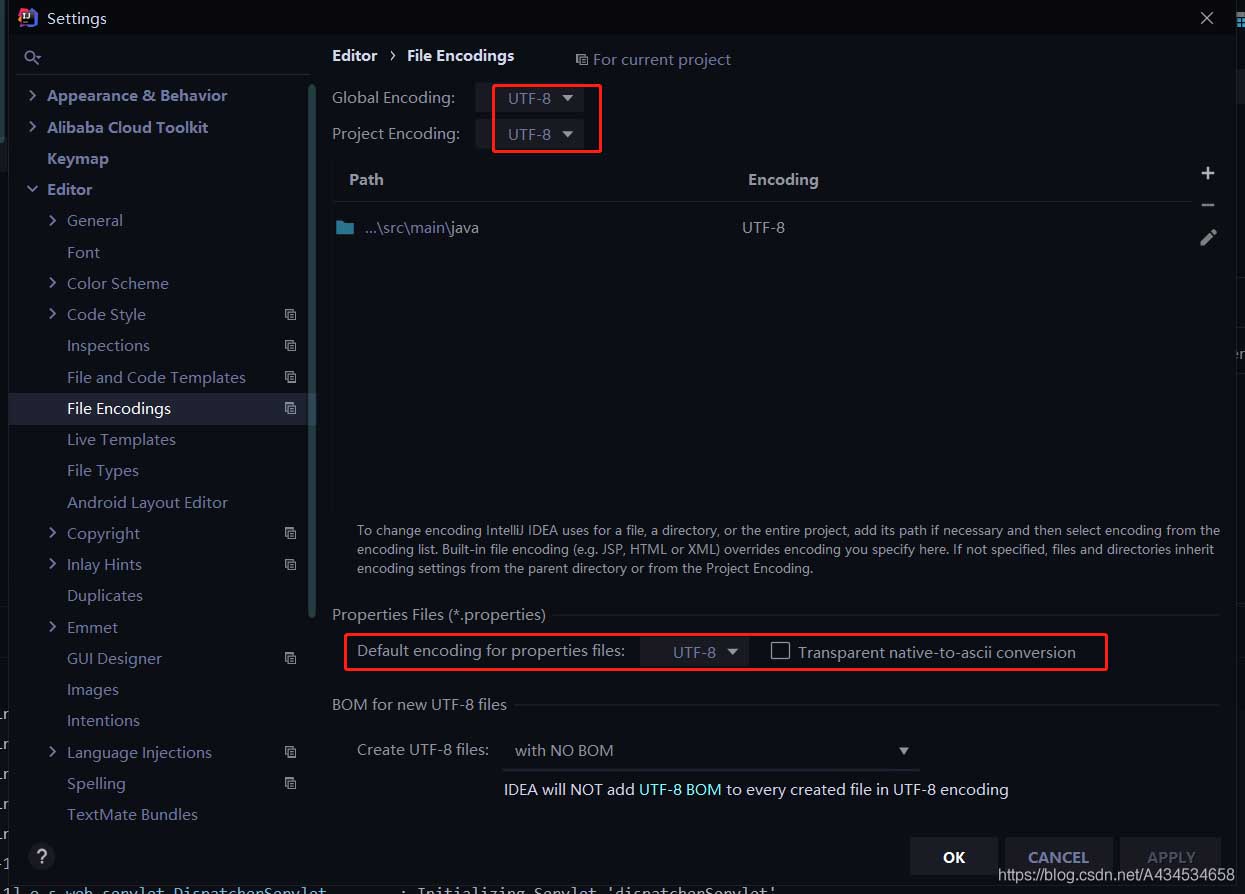 Settings
Editor › File Encodings
For current project
Appearance & Behavior
Alibaba Cloud Toolkit
Keymap
Editor
General
Font
Color Scheme
Code Style
Inspections
File and Code Templates
File Encodings
Live Templates
File Types
Android Layout Editor
Copyright
Inlay Hints
Duplicates
Emmet
GUI Designer
Images
Intentions
Language Injections
Spelling
TextMate Bundles
Global Encoding: UTF-8
Project Encoding: UTF-8
Path Encoding
...\src\main\java UTF-8
To change encoding IntelliJ IDEA uses for a file, a directory, or the entire project, add its path if necessary and then select encoding from the
encoding list. Built-in file encoding (e.g. JSP, HTML or XML) overrides encoding you specify here. If not specified, files and directories inherit
encoding settings from the parent directory or from the Project Encoding.
Properties Files (*.properties)
Default encoding for properties files: UTF-8 Transparent native-to-ascii conversion
BOM for new UTF-8 files
Create UTF-8 files: with NO BOM
IDEA will NOT add UTF-8 BOM to every created file in UTF-8 encoding
?
OK CANCEL APPLY
https://blog.csdn.net/A434534658
o.s.web.servlet.DispatcherServlet : Initializing Servlet 'dispatcherServlet'